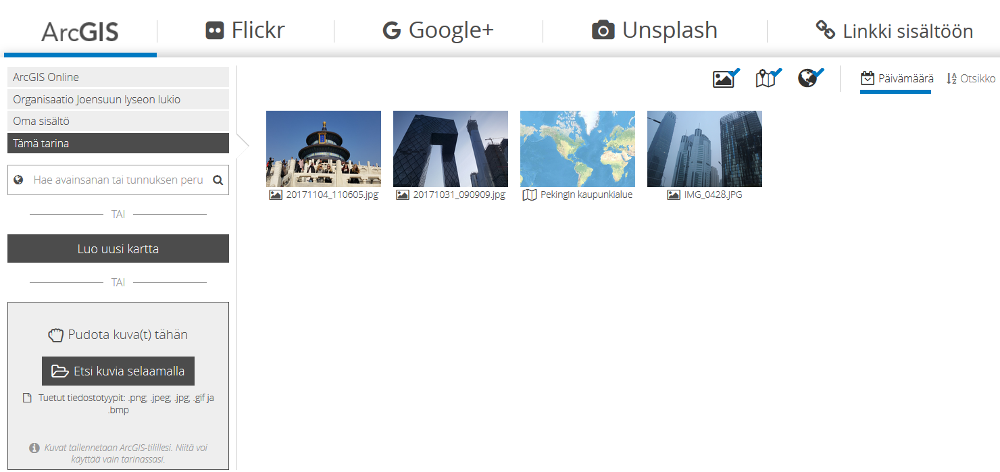 ArcGIS
Flickr
Google+
Unsplash
Linkki sisältöön
ArcGIS Online
Organisaatio Joensuun lyseon lukio
Oma sisältö
Tämä tarina
Hae avainsanan tai tunnuksen peru
TAI
Luo uusi kartta
TAI
Pudota kuva(t) tähän
Etsi kuvia selaamalla
Tuetut tiedostotyypit: .png, .jpeg, .jpg, .gif ja
.bmp
Kuvat tallennetaan ArcGIS-tilillesi. Niitä voi
käyttää vain tarinassasi.
Päivämäärä
Otsikko
20171104_110605.jpg
20171031_090909.jpg
Pekingin kaupunkialue
IMG_0428.JPG